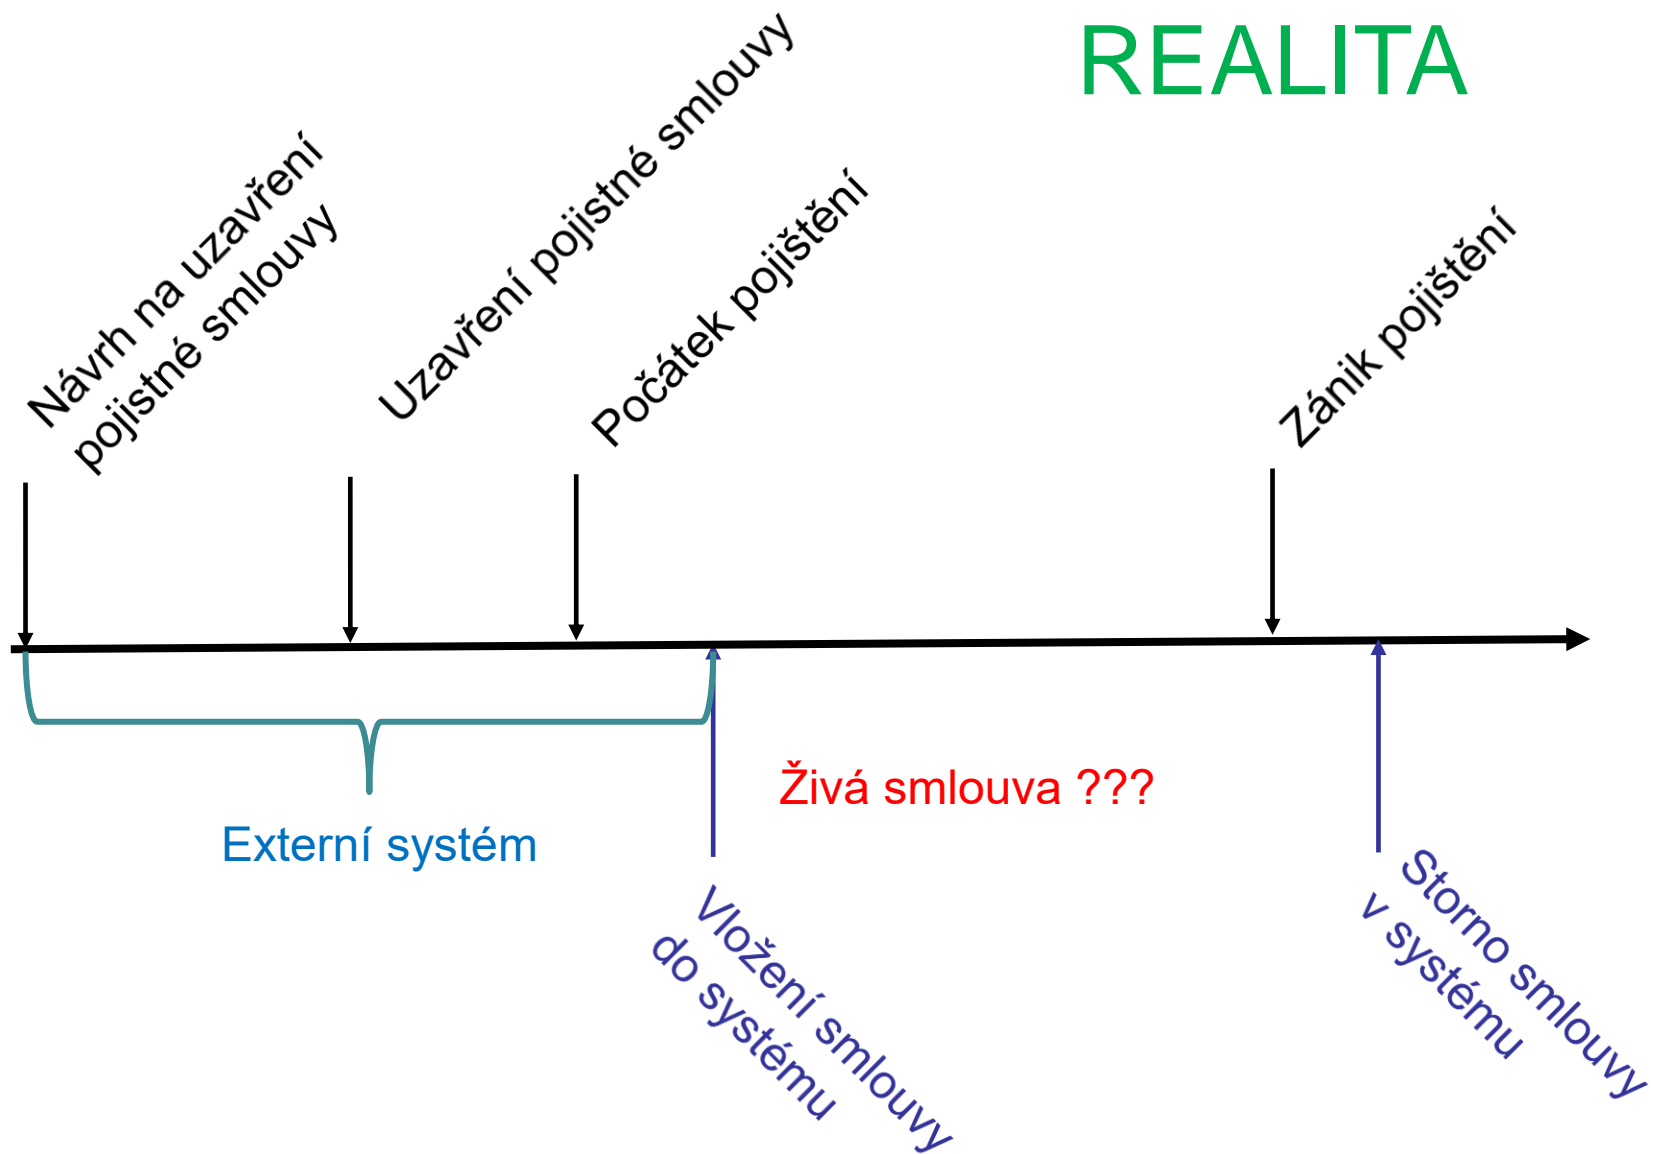 REALITA
Návrh na uzavření
pojistné smlouvy
Uzavření pojistné smlouvy
Počátek pojištění
Zánik pojištění
Živá smlouva ???
Externí systém
Vložení smlouvy
do systému
Storno smlouvy
v systému